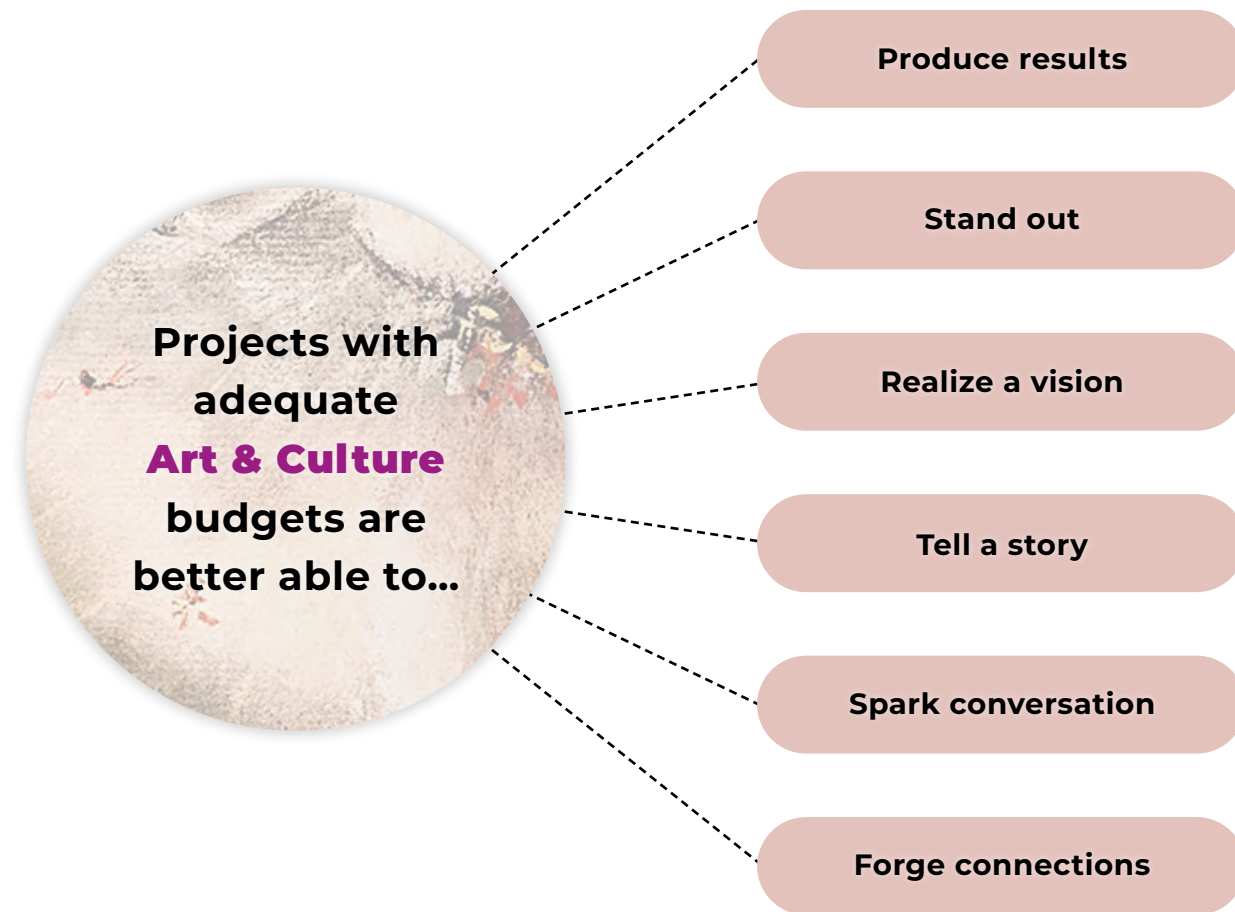 Projects with
adequate
Art & Culture
budgets are
better able to...
Produce results
Stand out
Realize a vision
Tell a story
Spark conversation
Forge connections